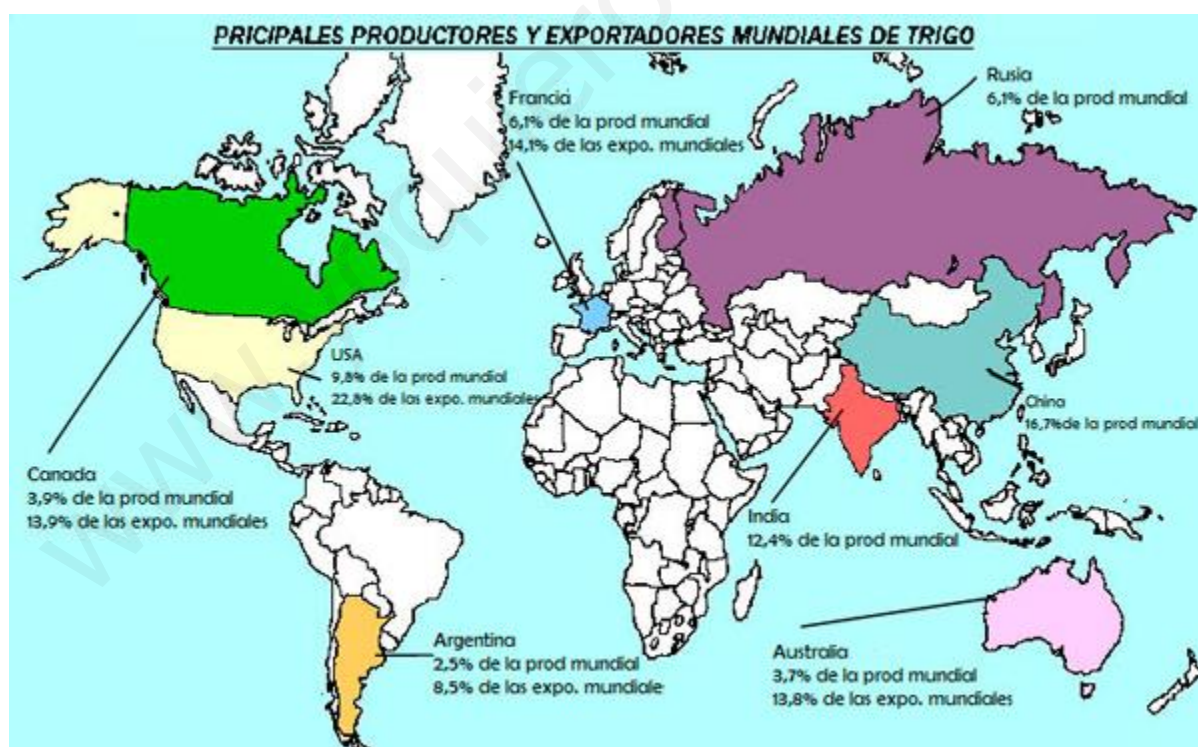 PRICIPALES PRODUCTORES Y EXPORTADORES MUNDIALES DE TRIGO
Rusia
6,1% de la prod mundial
Francia
6,1% de la prod mundial
14,1% de las expo. mundiales
USA
9,8% de la prod mundial
22,8% de las expo. mundiales
China
16,7%de la prod mundial
Canada
3,9% de la prod mundial
13,9% de las expo. mundiales
India
12,4% de la prod mundial
Argentina
2,5% de la prod mundial
8,5% de las expo. mundiale
Australia
3,7% de la prod mundial
13,8% de las expo. mundiales